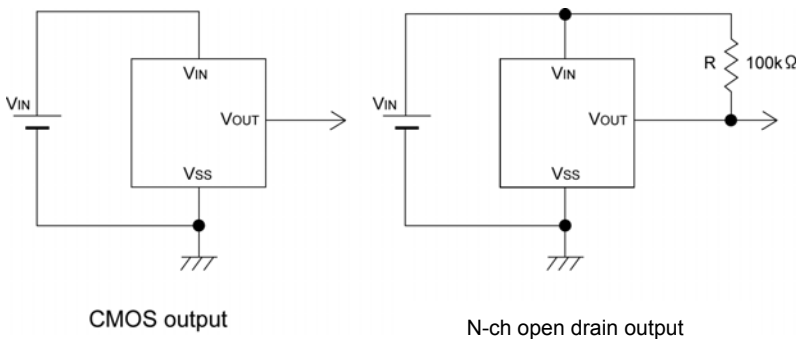 VIN
VIN
VOUT
VSS
CMOS output
VIN
VIN
VOUT
VSS
R 100kΩ
N-ch open drain output